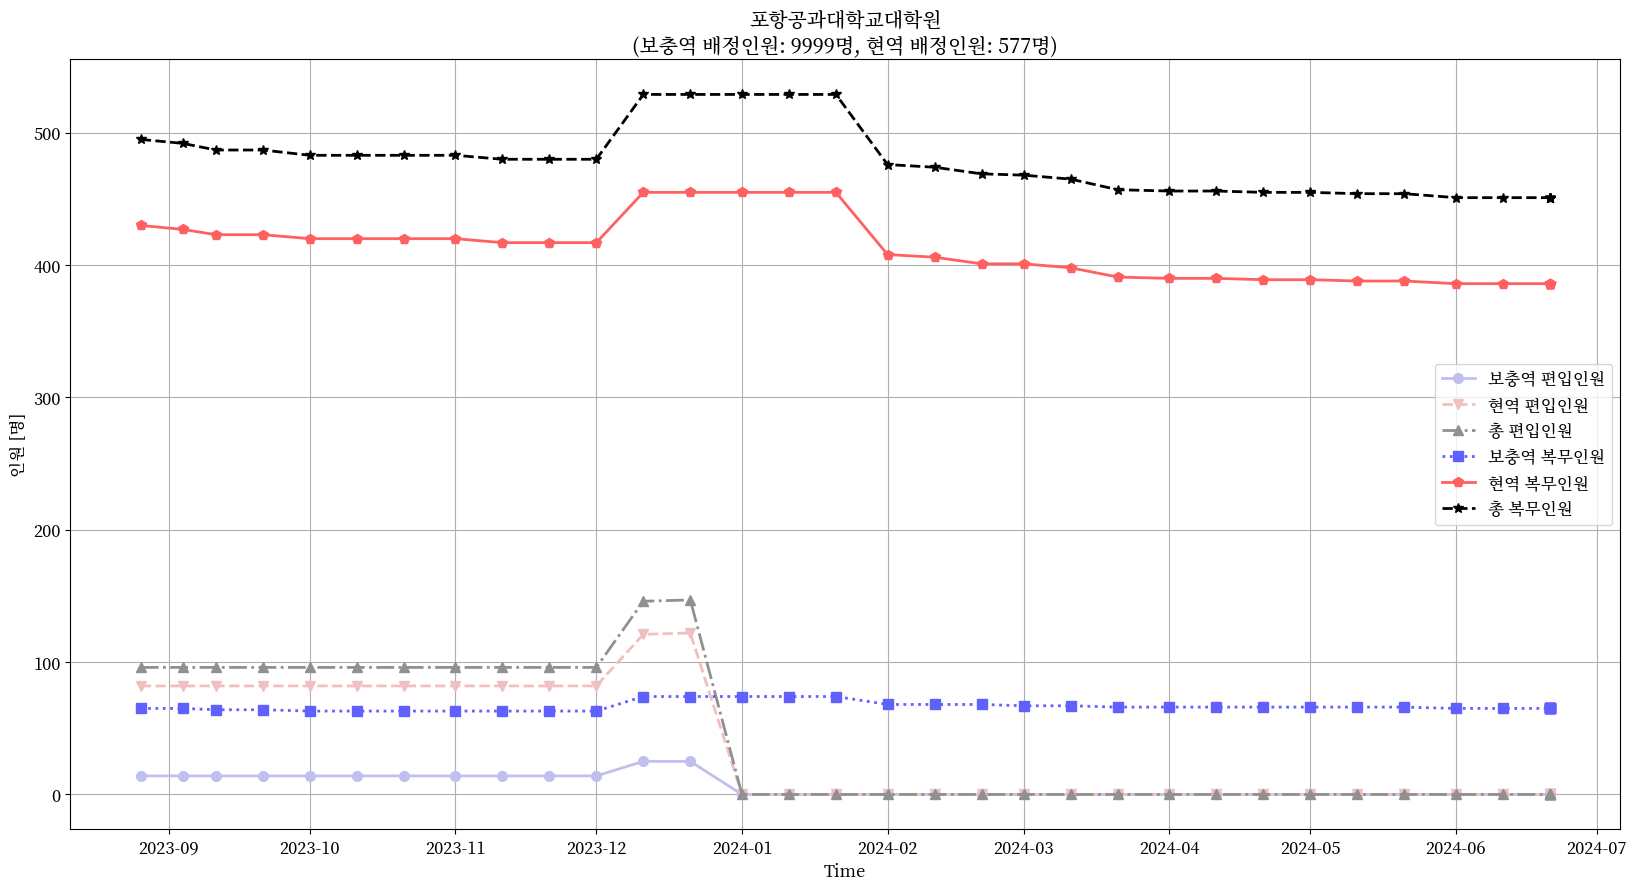 포항공과대학교대학원
(보충역 배정인원: 9999명, 현역 배정인원: 577명)
인원 [명]
500
400
300
200
100
0
보충역 편입인원
현역 편입인원
총 편입인원
보충역 복무인원
현역 복무인원
총 복무인원
2023-09 2023-10 2023-11 2023-12 2024-01 2024-02 2024-03 2024-04 2024-05 2024-06 2024-07
Time